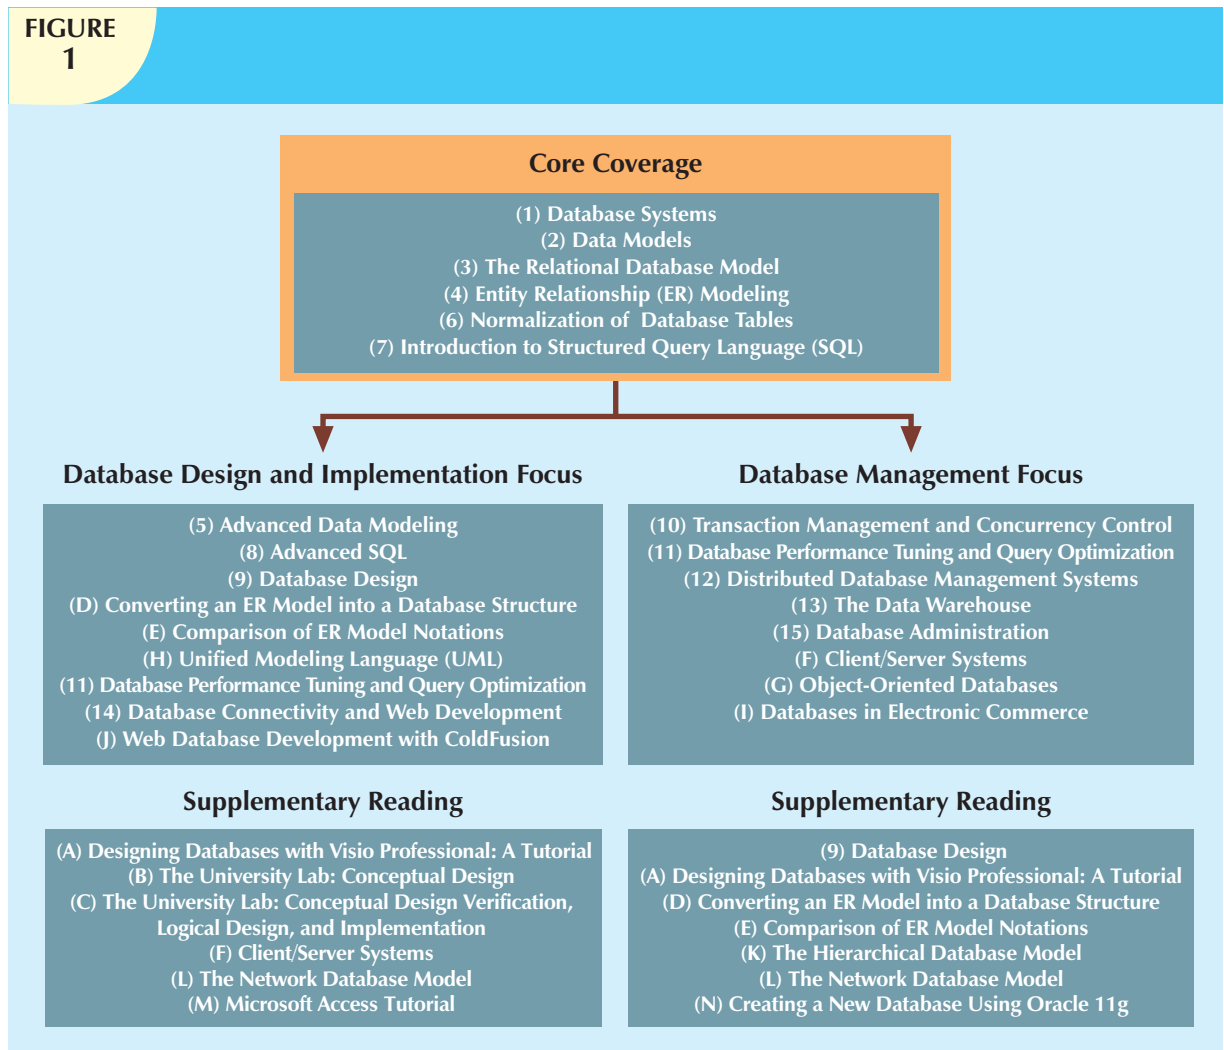 FIGURE
1
Core Coverage
(1) Database Systems
(2) Data Models
(3) The Relational Database Model
(4) Entity Relationship (ER) Modeling
(6) Normalization of Database Tables
(7) Introduction to Structured Query Language (SQL)
Database Design and Implementation Focus
(5) Advanced Data Modeling
(8) Advanced SQL
(9) Database Design
(D) Converting an ER Model into a Database Structure
(E) Comparison of ER Model Notations
(H) Unified Modeling Language (UML)
(11) Database Performance Tuning and Query Optimization
(14) Database Connectivity and Web Development
(J) Web Database Development with ColdFusion
Database Management Focus
(10) Transaction Management and Concurrency Control
(11) Database Performance Tuning and Query Optimization
(12) Distributed Database Management Systems
(13) The Data Warehouse
(15) Database Administration
(F) Client/Server Systems
(G) Object-Oriented Databases
(I) Databases in Electronic Commerce
Supplementary Reading
(A) Designing Databases with Visio Professional: A Tutorial
(B) The University Lab: Conceptual Design
(C) The University Lab: Conceptual Design Verification,
Logical Design, and Implementation
(F) Client/Server Systems
(L) The Network Database Model
(M) Microsoft Access Tutorial
Supplementary Reading
(9) Database Design
(A) Designing Databases with Visio Professional: A Tutorial
(D) Converting an ER Model into a Database Structure
(E) Comparison of ER Model Notations
(K) The Hierarchical Database Model
(L) The Network Database Model
(N) Creating a New Database Using Oracle 11g